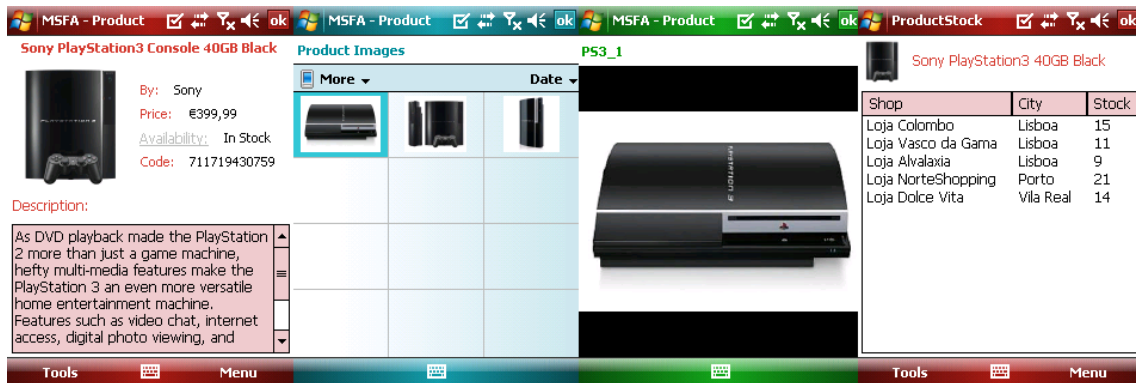 MSFA - Product ok
Sony PlayStation3 Console 40GB Black
By: Sony
Price: €399,99
Availability: In Stock
Code: 711719430759
Description:
As DVD playback made the PlayStation
2 more than just a game machine,
hefty multi-media features make the
PlayStation 3 an even more versatile
home entertainment machine.
Features such as video chat, internet
access, digital photo viewing, and
Tools Menu
MSFA - Product ok
Product Images
More Date
MSFA - Product ok
PS3_1
PLAYSTATION 3
ProductStock ok
Sony PlayStation3 40GB Black
Shop City Stock
Loja Colombo Lisboa 15
Loja Vasco da Gama Lisboa 11
Loja Alvalaxia Lisboa 9
Loja NorteShopping Porto 21
Loja Dolce Vita Vila Real 14
Menu